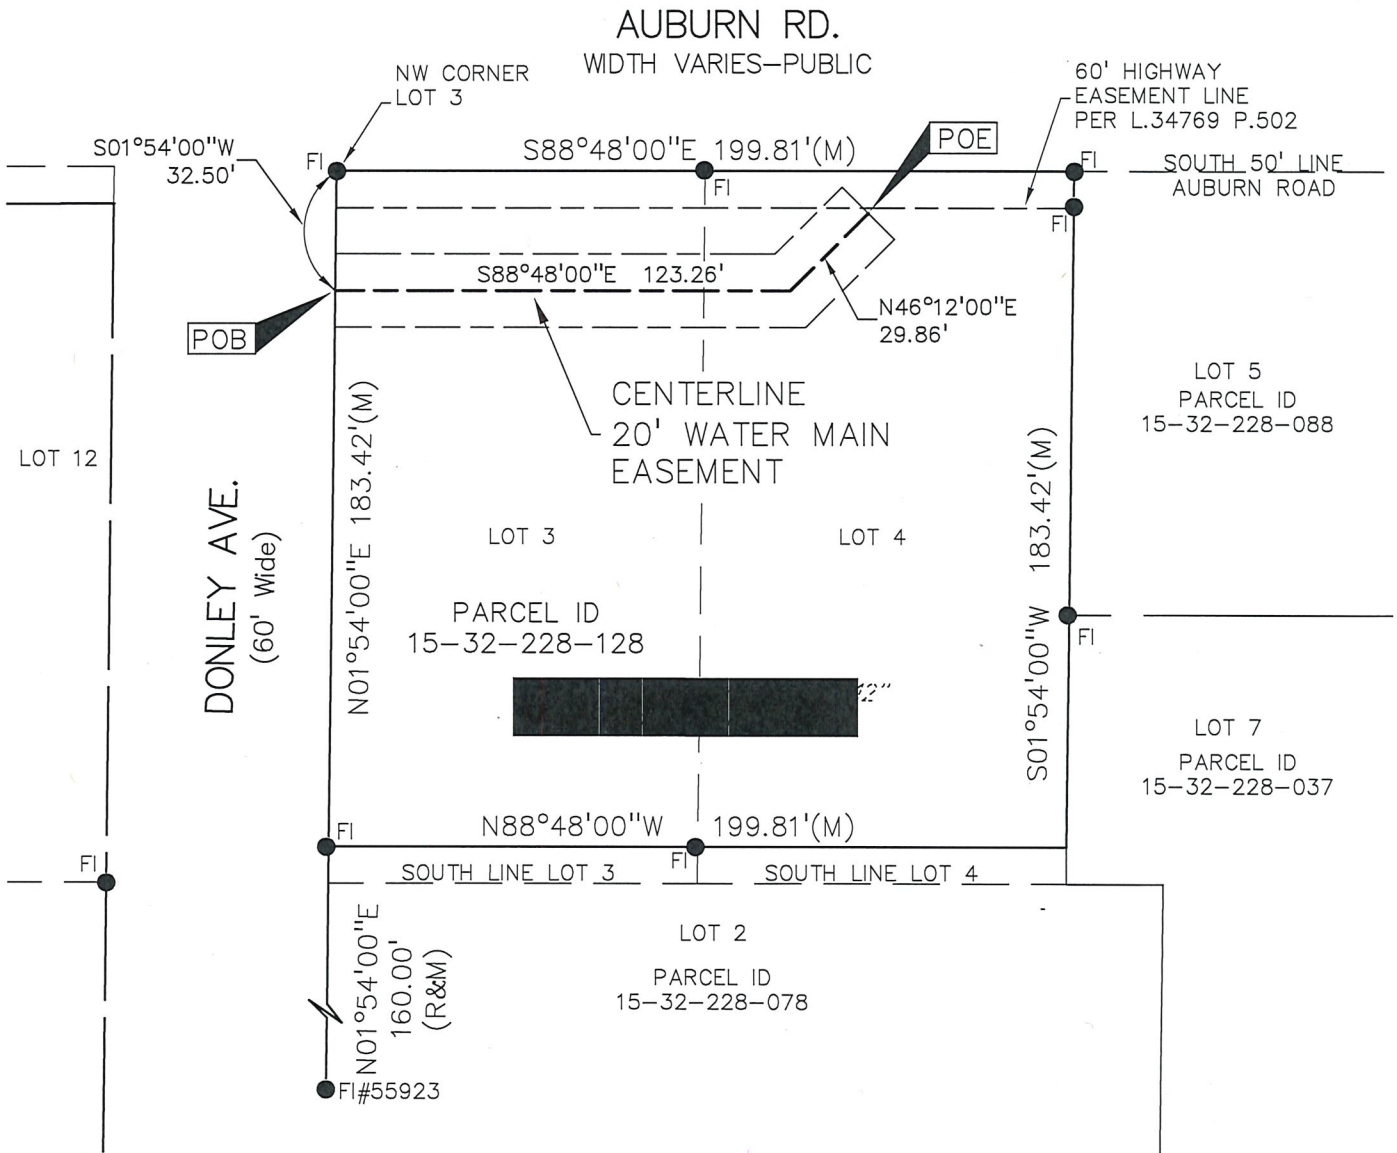 AUBURN RD.
WIDTH VARIES-PUBLIC
NW CORNER
LOT 3
60' HIGHWAY
EASEMENT LINE
PER L.34769 P.502
S01°54'00"W
32.50'
FI
S88°48'00"E 199.81'(M)
FI
POE
FI
SOUTH 50' LINE
AUBURN ROAD
FI
S88°48'00"E 123.26'
N46°12'00"E
29.86'
POB
CENTERLINE
20' WATER MAIN
EASEMENT
LOT 5
PARCEL ID
15-32-228-088
LOT 12
DONLEY AVE.
(60' Wide)
N01°54'00"E 183.42'(M)
LOT 3
LOT 4
S01°54'00"W 183.42'(M)
PARCEL ID
15-32-228-128
FI
LOT 7
PARCEL ID
15-32-228-037
FI
N88°48'00"W 199.81'(M)
FI
FI
SOUTH LINE LOT 3
SOUTH LINE LOT 4
N01°54'00"E
160.00'
(R&M)
LOT 2
PARCEL ID
15-32-228-078
FI#55923